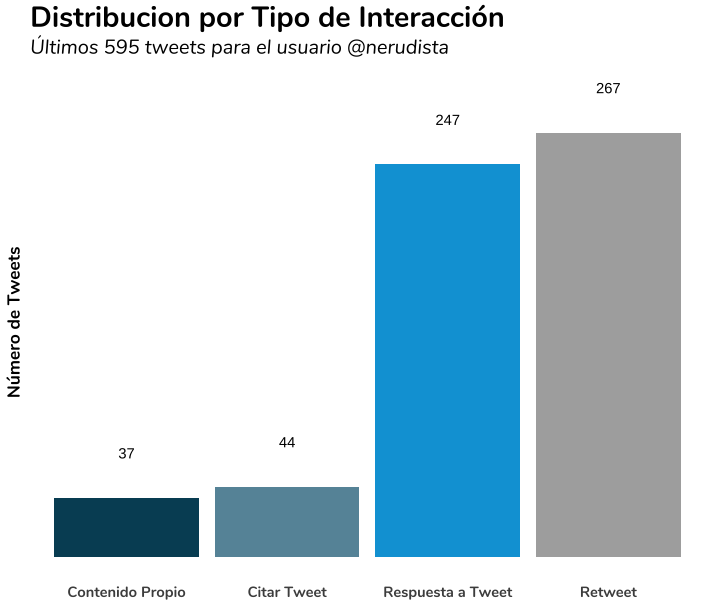 Distribucion por Tipo de Interacción
Últimos 595 tweets para el usuario @nerudista
Número de Tweets
37
44
247
267
Contenido Propio
Citar Tweet
Respuesta a Tweet
Retweet